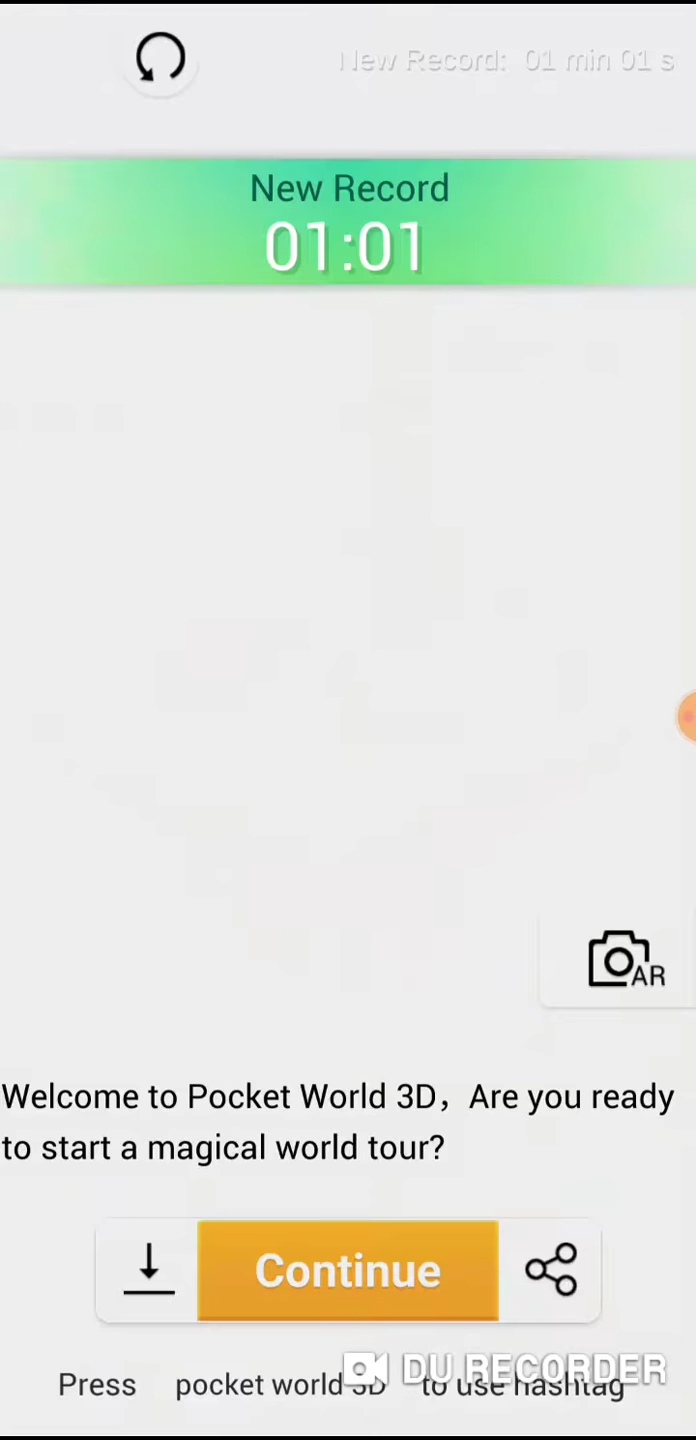 New Record: 01 min 01 s
New Record
01:01
AR
Welcome to Pocket World 3D, Are you ready
to start a magical world tour?
Continue
DU RECORDER
Press pocket world 3D to use hashtag